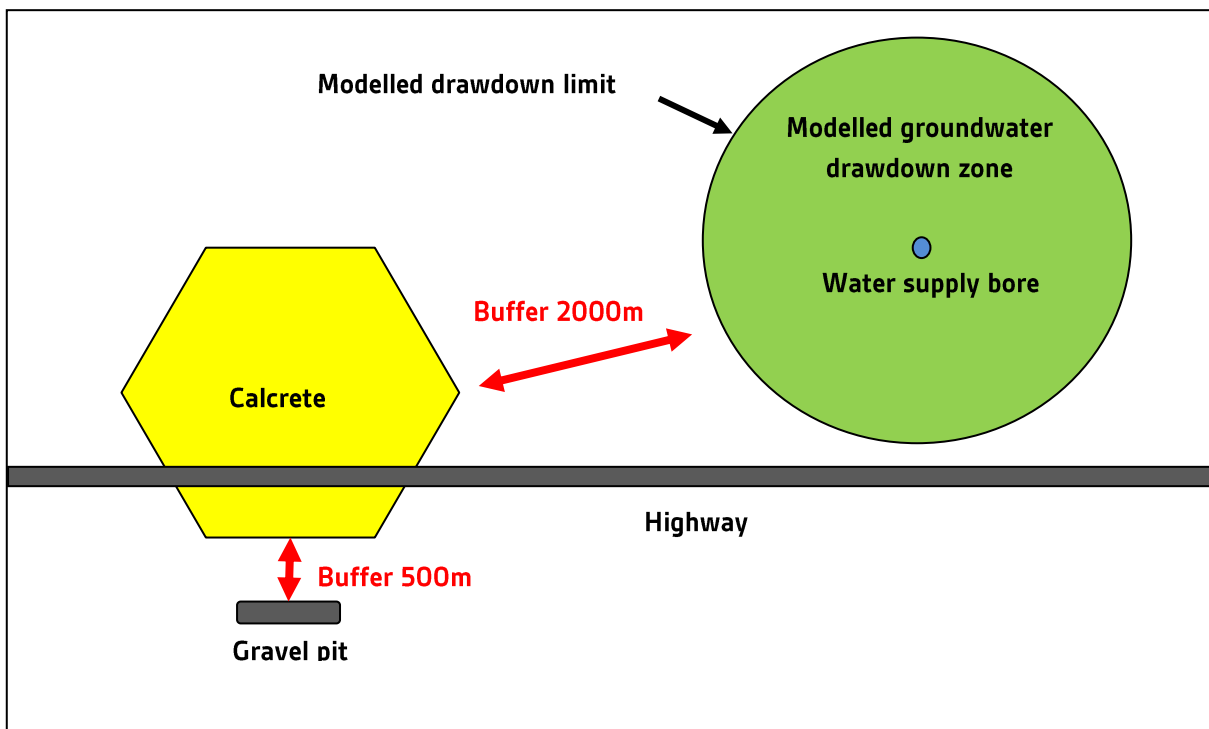 Modelled drawdown limit
Modelled groundwater
drawdown zone
Water supply bore
Buffer 2000m
Calcrete
Highway
Buffer 500m
Gravel pit